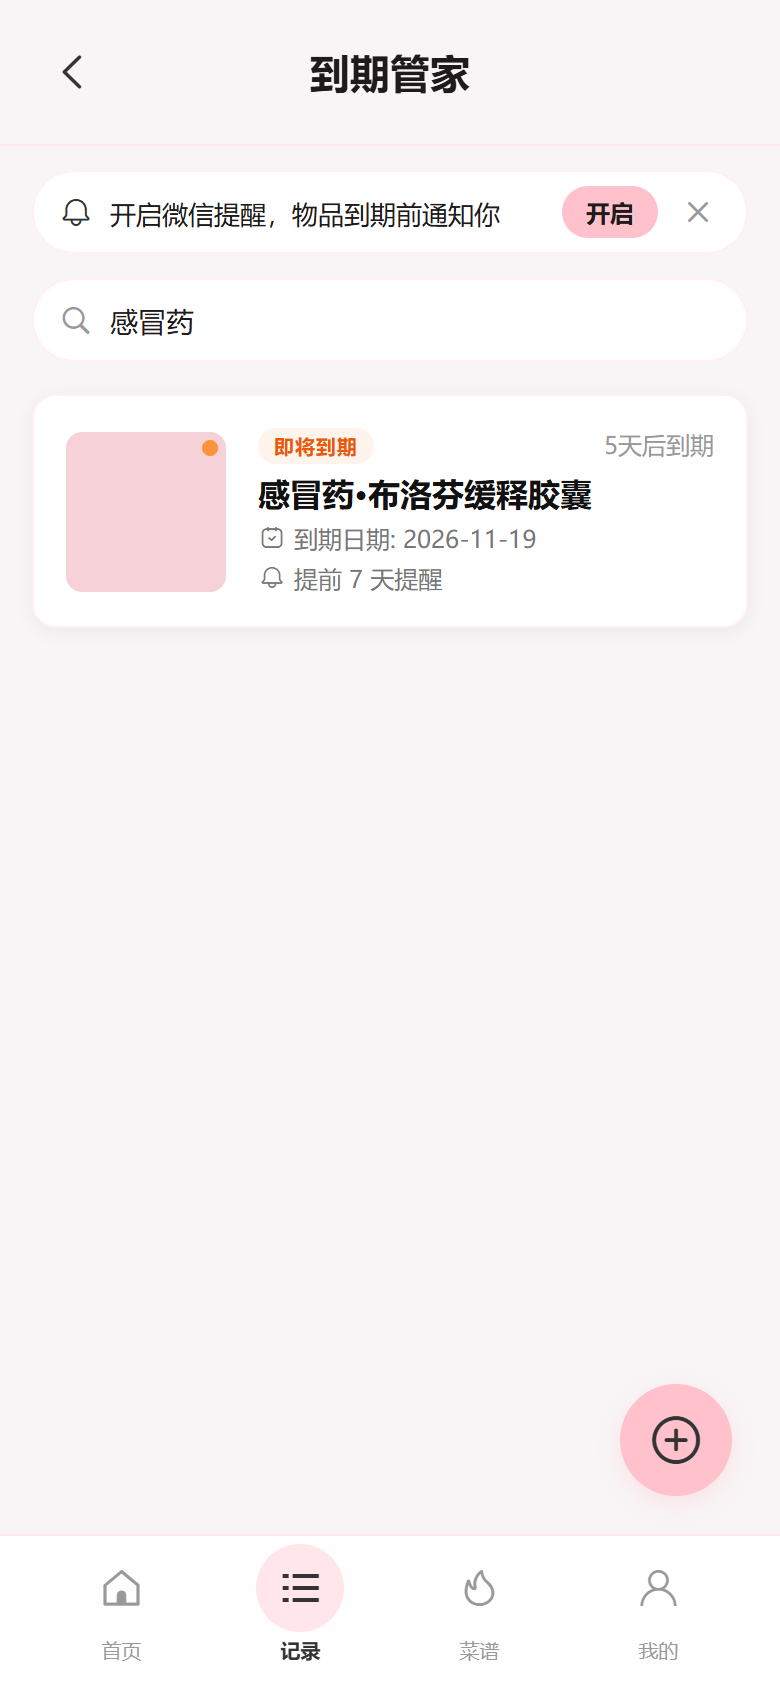 到期管家
开启微信提醒，物品到期前通知你
开启
感冒药
即将到期
5天后到期
感冒药•布洛芬缓释胶囊
到期日期: 2026-11-19
提前 7 天提醒
首页
记录
菜谱
我的